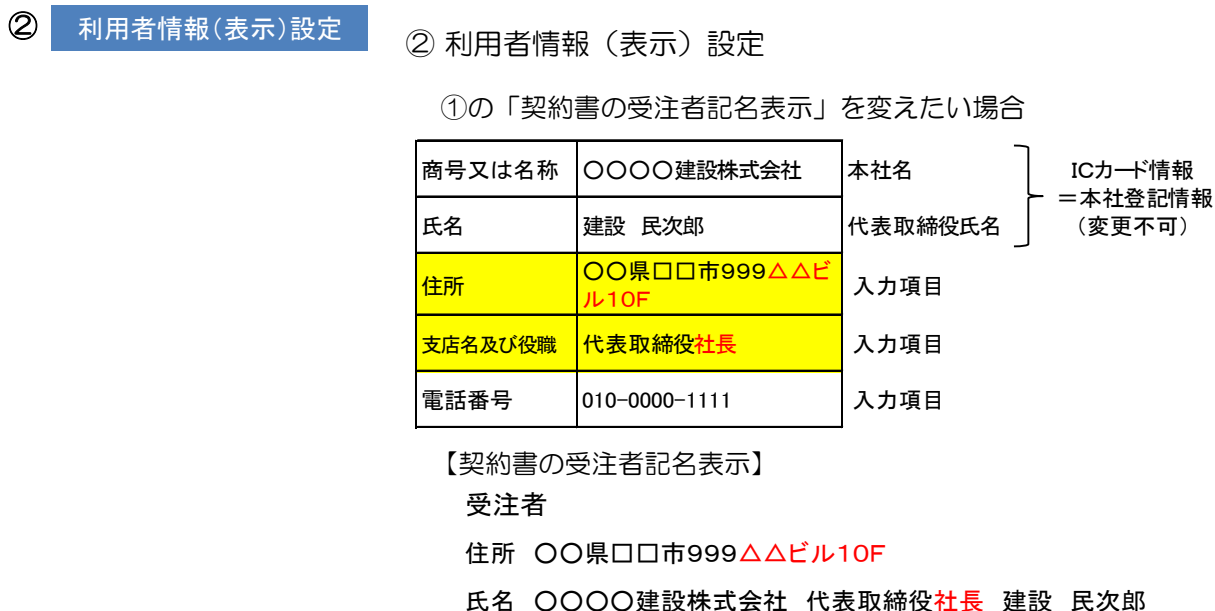 ② 利用者情報(表示)設定
② 利用者情報（表示）設定
①の「契約書の受注者記名表示」を変えたい場合
商号又は名称 〇〇〇〇建設株式会社 本社名
氏名 建設　民次郎 代表取締役氏名
ICカード情報
＝本社登記情報
（変更不可）
住所 〇〇県□□市９９９△△ビ
ル１０Ｆ 入力項目
支店名及び役職 代表取締役社長 入力項目
電話番号 010-0000-1111 入力項目
【契約書の受注者記名表示】
受注者
住所　〇〇県□□市９９９△△ビル１０Ｆ
氏名　〇〇〇〇建設株式会社　代表取締役社長　建設　民次郎